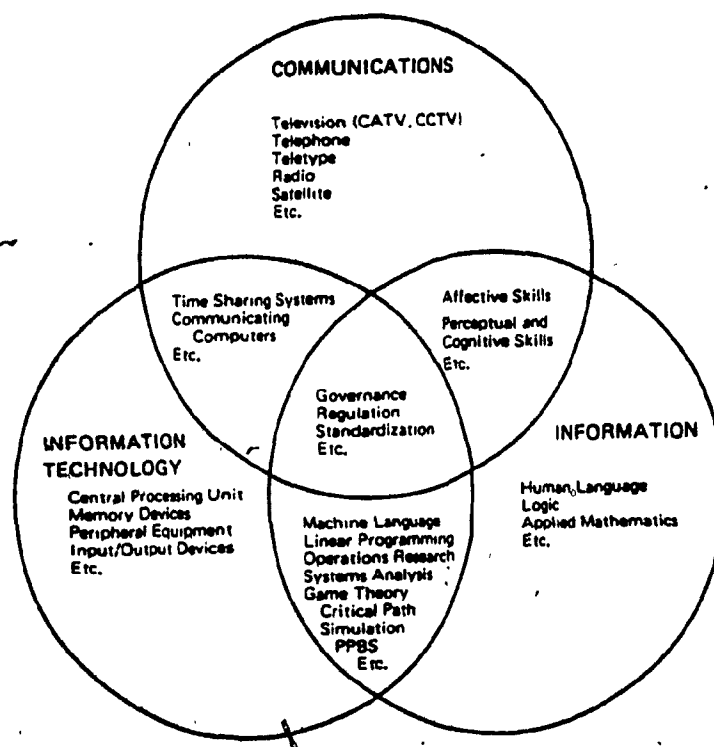 COMMUNICATIONS
Television (CATV, CCTV)
Telephone
Teletype
Radio
Satellite
Etc.
Time Sharing Systems
Communicating
Computers
Etc.
Affective Skills
Perceptual and
Cognitive Skills
Etc.
Governance
Regulation
Standardization
Etc.
INFORMATION
TECHNOLOGY
Central Processing Unit
Memory Devices
Peripheral Equipment
Input/Output Devices
Etc.
INFORMATION
Human Language
Logic
Applied Mathematics
Etc.
Machine Language
Linear Programming
Operations Research
Systems Analysis
Game Theory
Critical Path
Simulation
PPBS
Etc.